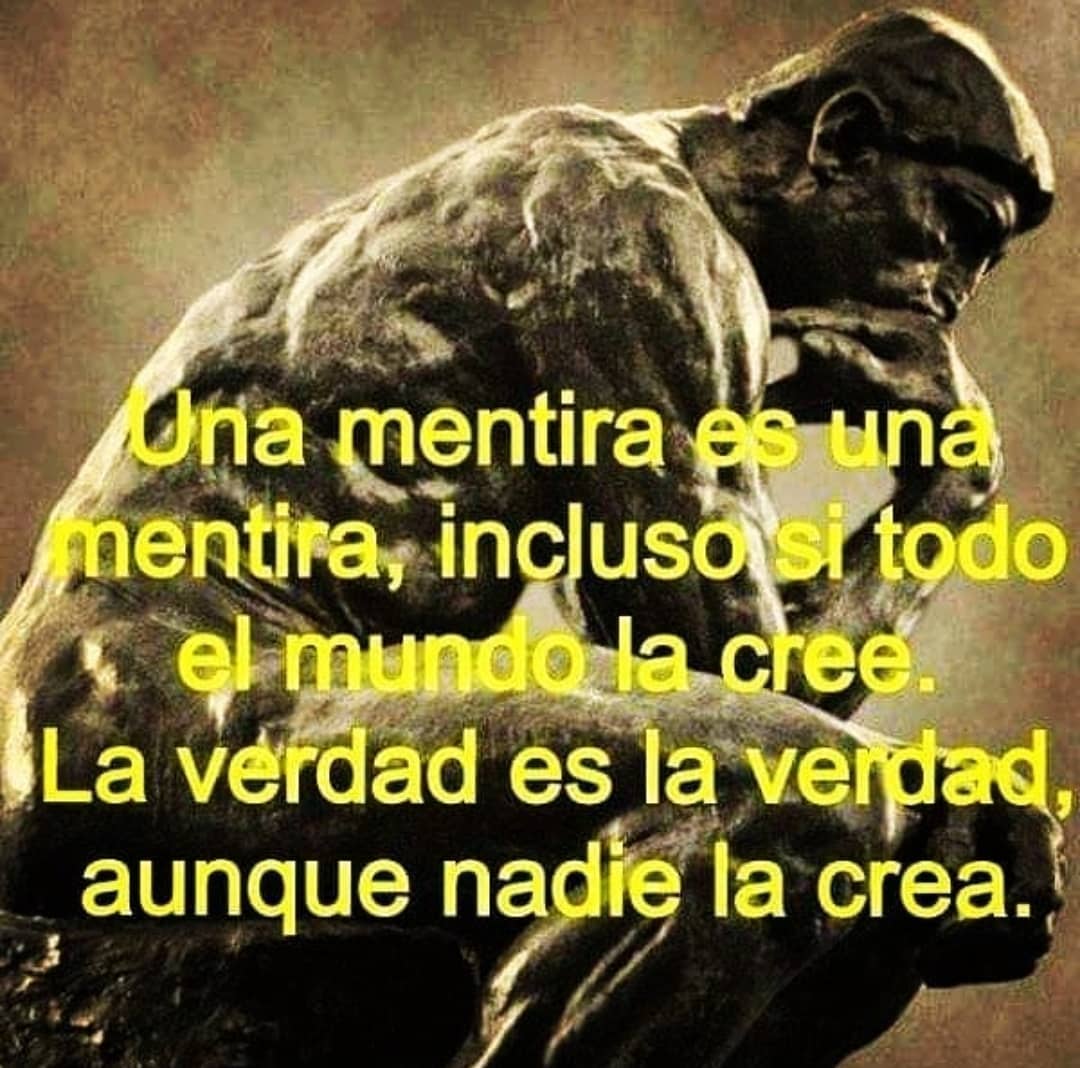 Una mentira es una
mentira, incluso si todo
el mundo la cree.
La verdad es la verdad,
aunque nadie la crea.